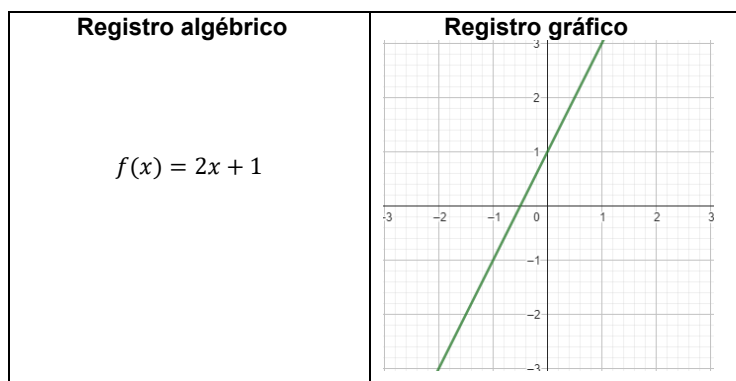 Registro algébrico
Registro gráfico
f(x) = 2x + 1
3
2
1
-3 -2 -1 0 1 2 3
-1
-2
-3